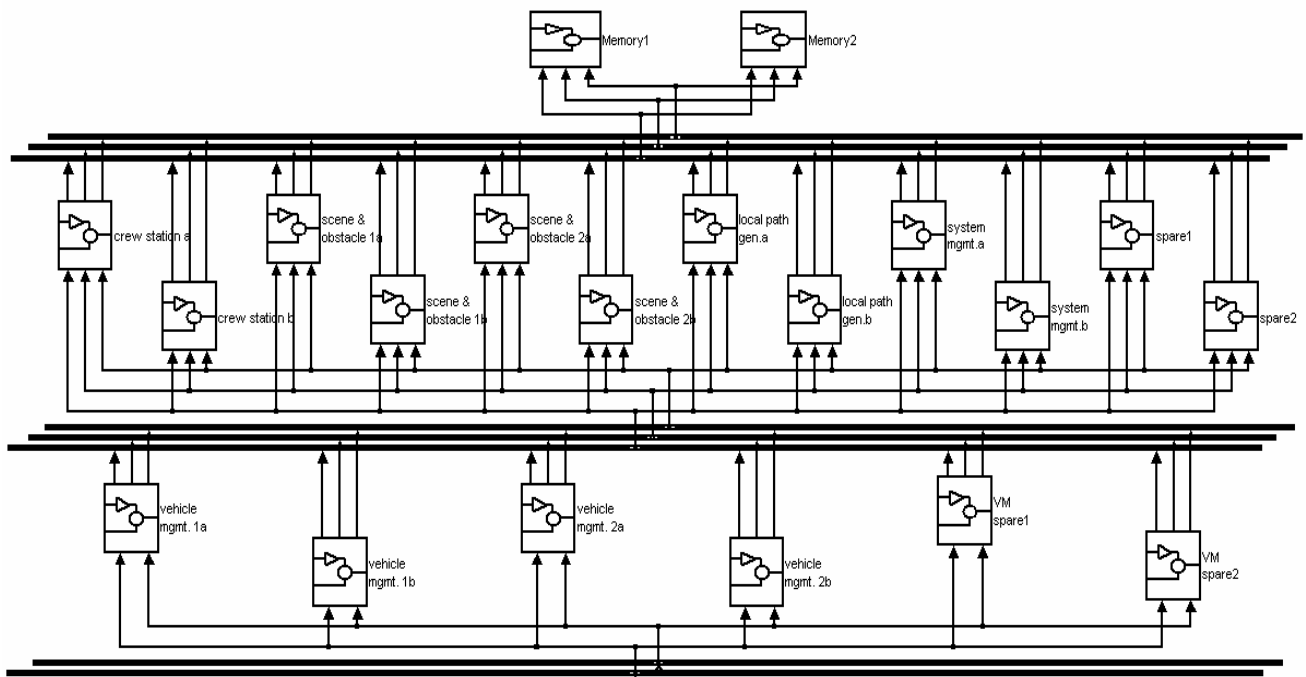 Memory1
Memory2
crew station a
crew station b
scene &
obstacle 1a
scene &
obstacle 1b
scene &
obstacle 2a
scene &
obstacle 2b
local path
gen.a
local path
gen.b
system
mgmt.a
system
mgmt.b
spare1
spare2
vehicle
mgmt. 1a
vehicle
mgmt. 1b
vehicle
mgmt. 2a
vehicle
mgmt. 2b
VM
spare1
VM
spare2